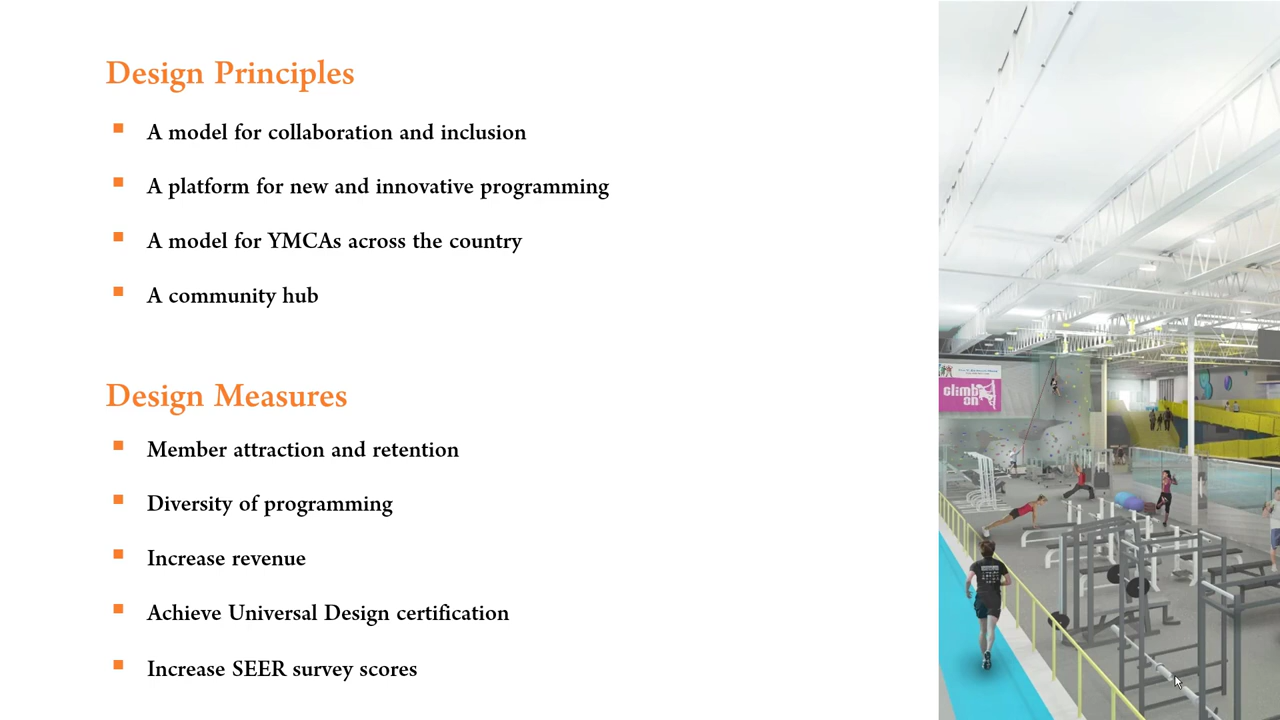 Design Principles
A model for collaboration and inclusion
A platform for new and innovative programming
A model for YMCAs across the country
A community hub
Design Measures
Member attraction and retention
Diversity of programming
Increase revenue
Achieve Universal Design certification
Increase SEER survey scores
climb
on